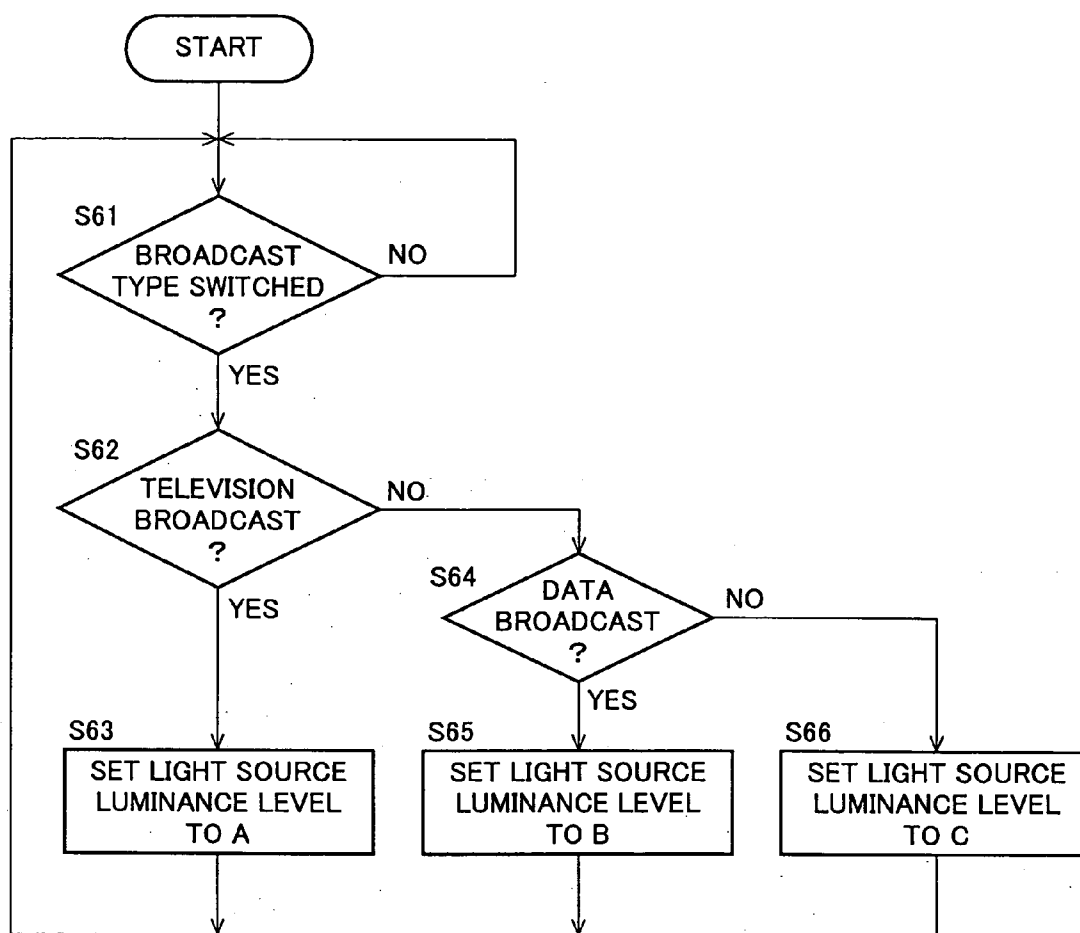 START
S61
BROADCAST
TYPE SWITCHED
?
NO
YES
S62
TELEVISION
BROADCAST
?
NO
YES
S64
DATA
BROADCAST
?
NO
YES
S63
SET LIGHT SOURCE
LUMINANCE LEVEL
TO A
S65
SET LIGHT SOURCE
LUMINANCE LEVEL
TO B
S66
SET LIGHT SOURCE
LUMINANCE LEVEL
TO C